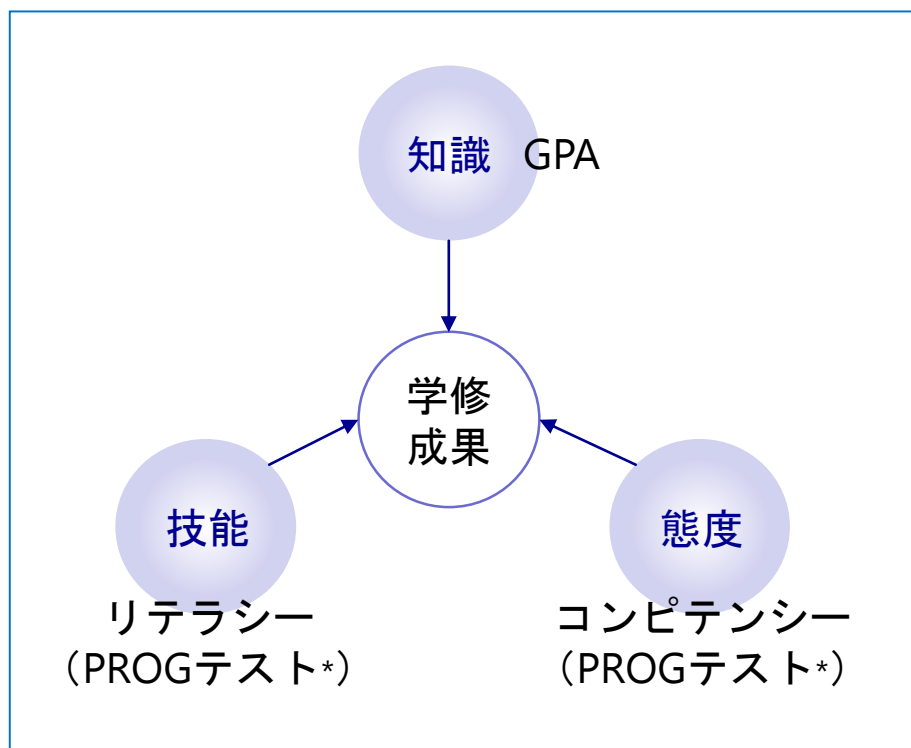 知識 GPA
学修
成果
技能
リテラシー
（PROGテスト*）
態度
コンピテンシー
（PROGテスト*）